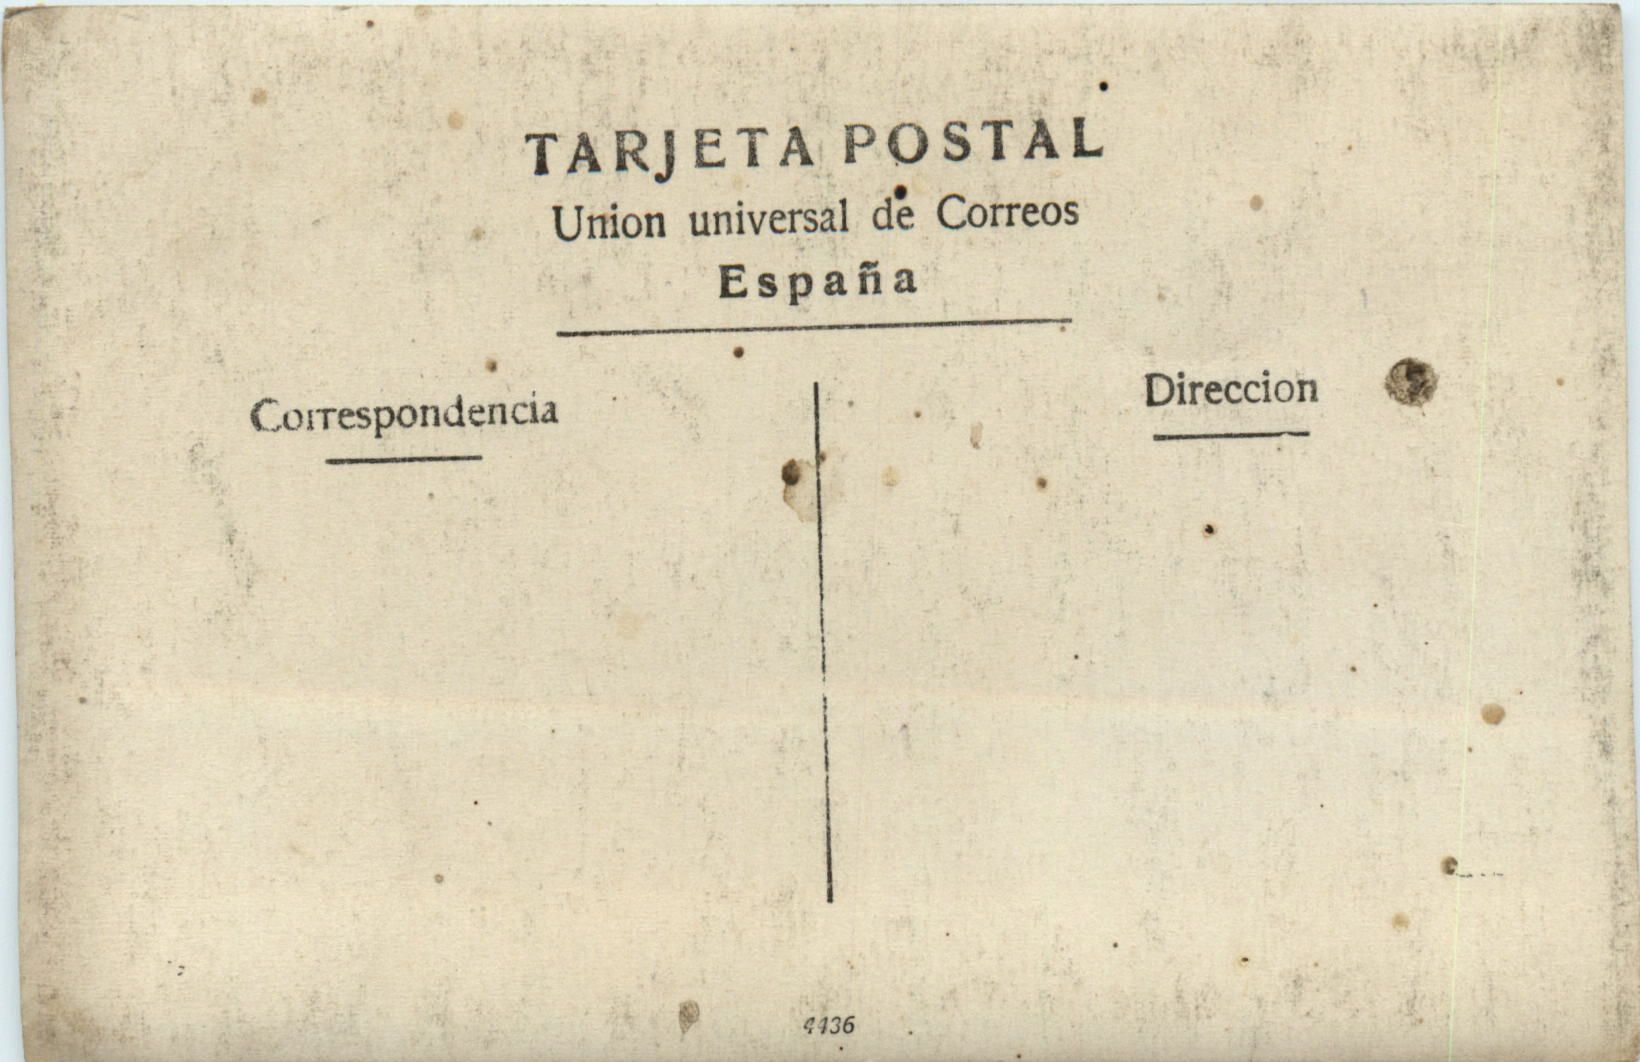 TARJETA POSTAL
Union universal de Correos
España
Correspondencia
Direccion
4436